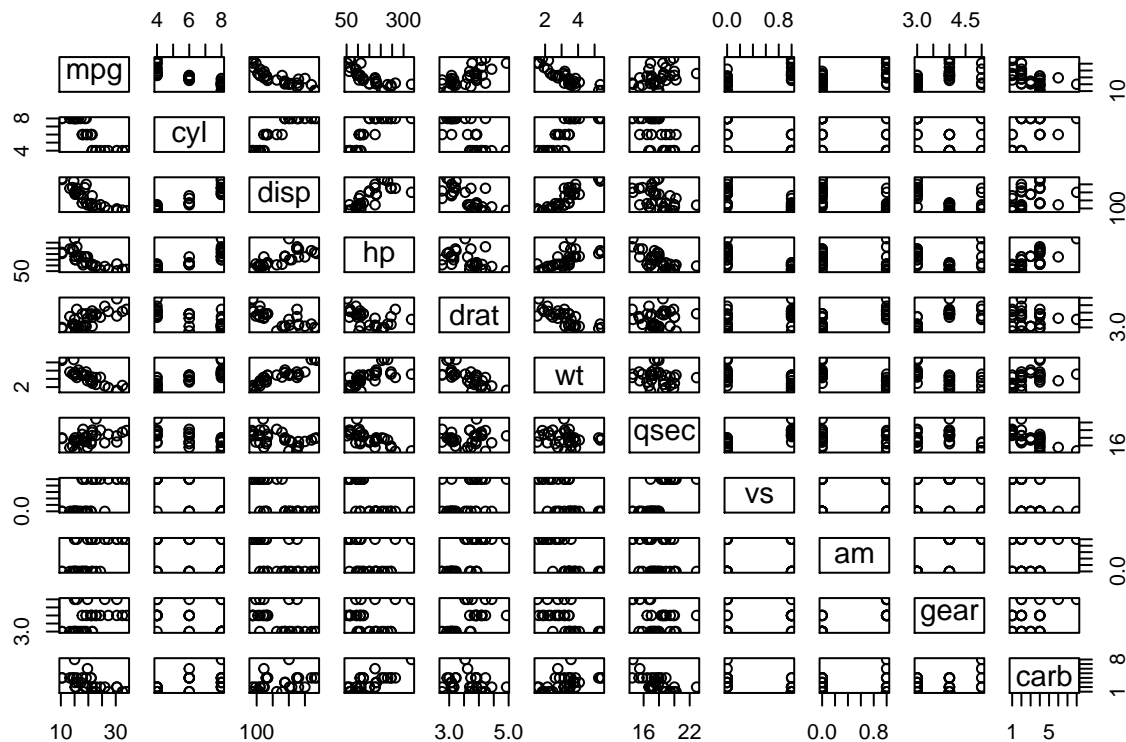 4 6 8 50 300 2 4 0.0 0.6 3.0 4.5
mpg 10
4 8 cyl
disp 100
50 hp
drat 3.0
2 wt
qsec 16
0.0 vs
am 0.0
3.0 gear
carb 1 8
10 30 100 3.0 5.0 16 22 0.0 0.8 1 5